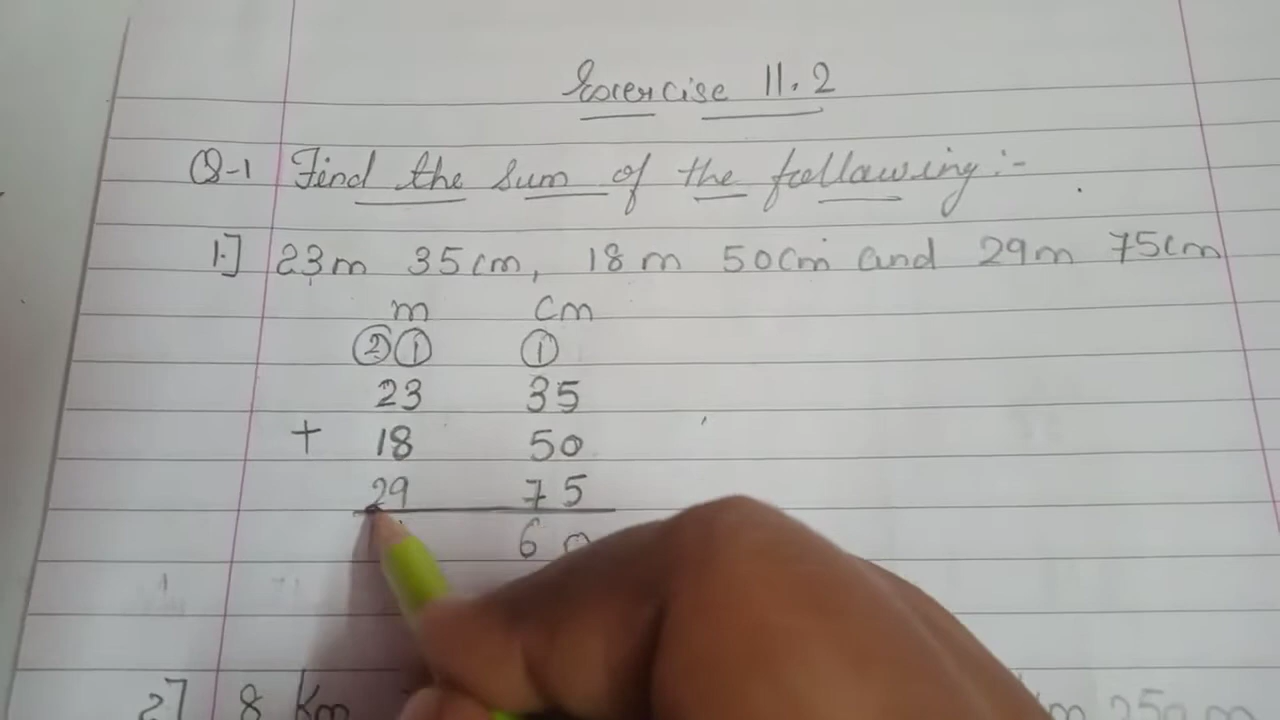 Exercise 11.2
Q-1 Find the sum of the following:-
1.] 23m 35cm, 18m 50cm and 29m 75cm
m cm
② ① ①
23 35
+ 18 50
29 75
6
2] 8 Km